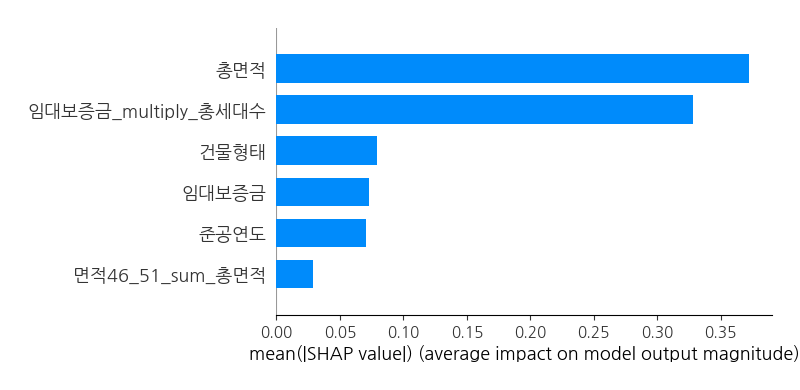 총면적
임대보증금_multiply_총세대수
건물형태
임대보증금
준공연도
면적46_51_sum_총면적
0.00 0.05 0.10 0.15 0.20 0.25 0.30 0.35
mean(|SHAP value|) (average impact on model output magnitude)